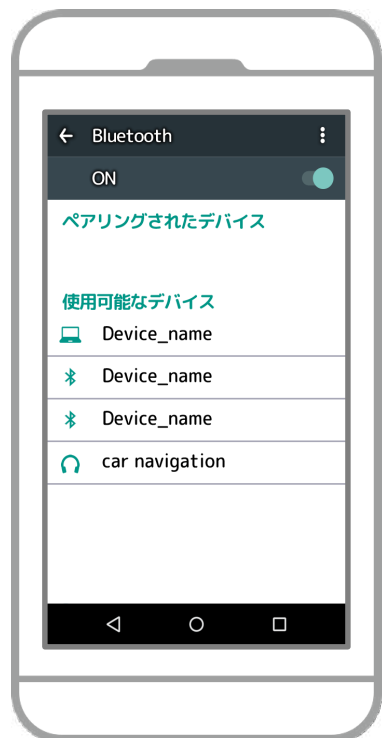 Bluetooth
ON
ペアリングされたデバイス
使用可能なデバイス
Device_name
Device_name
Device_name
car navigation